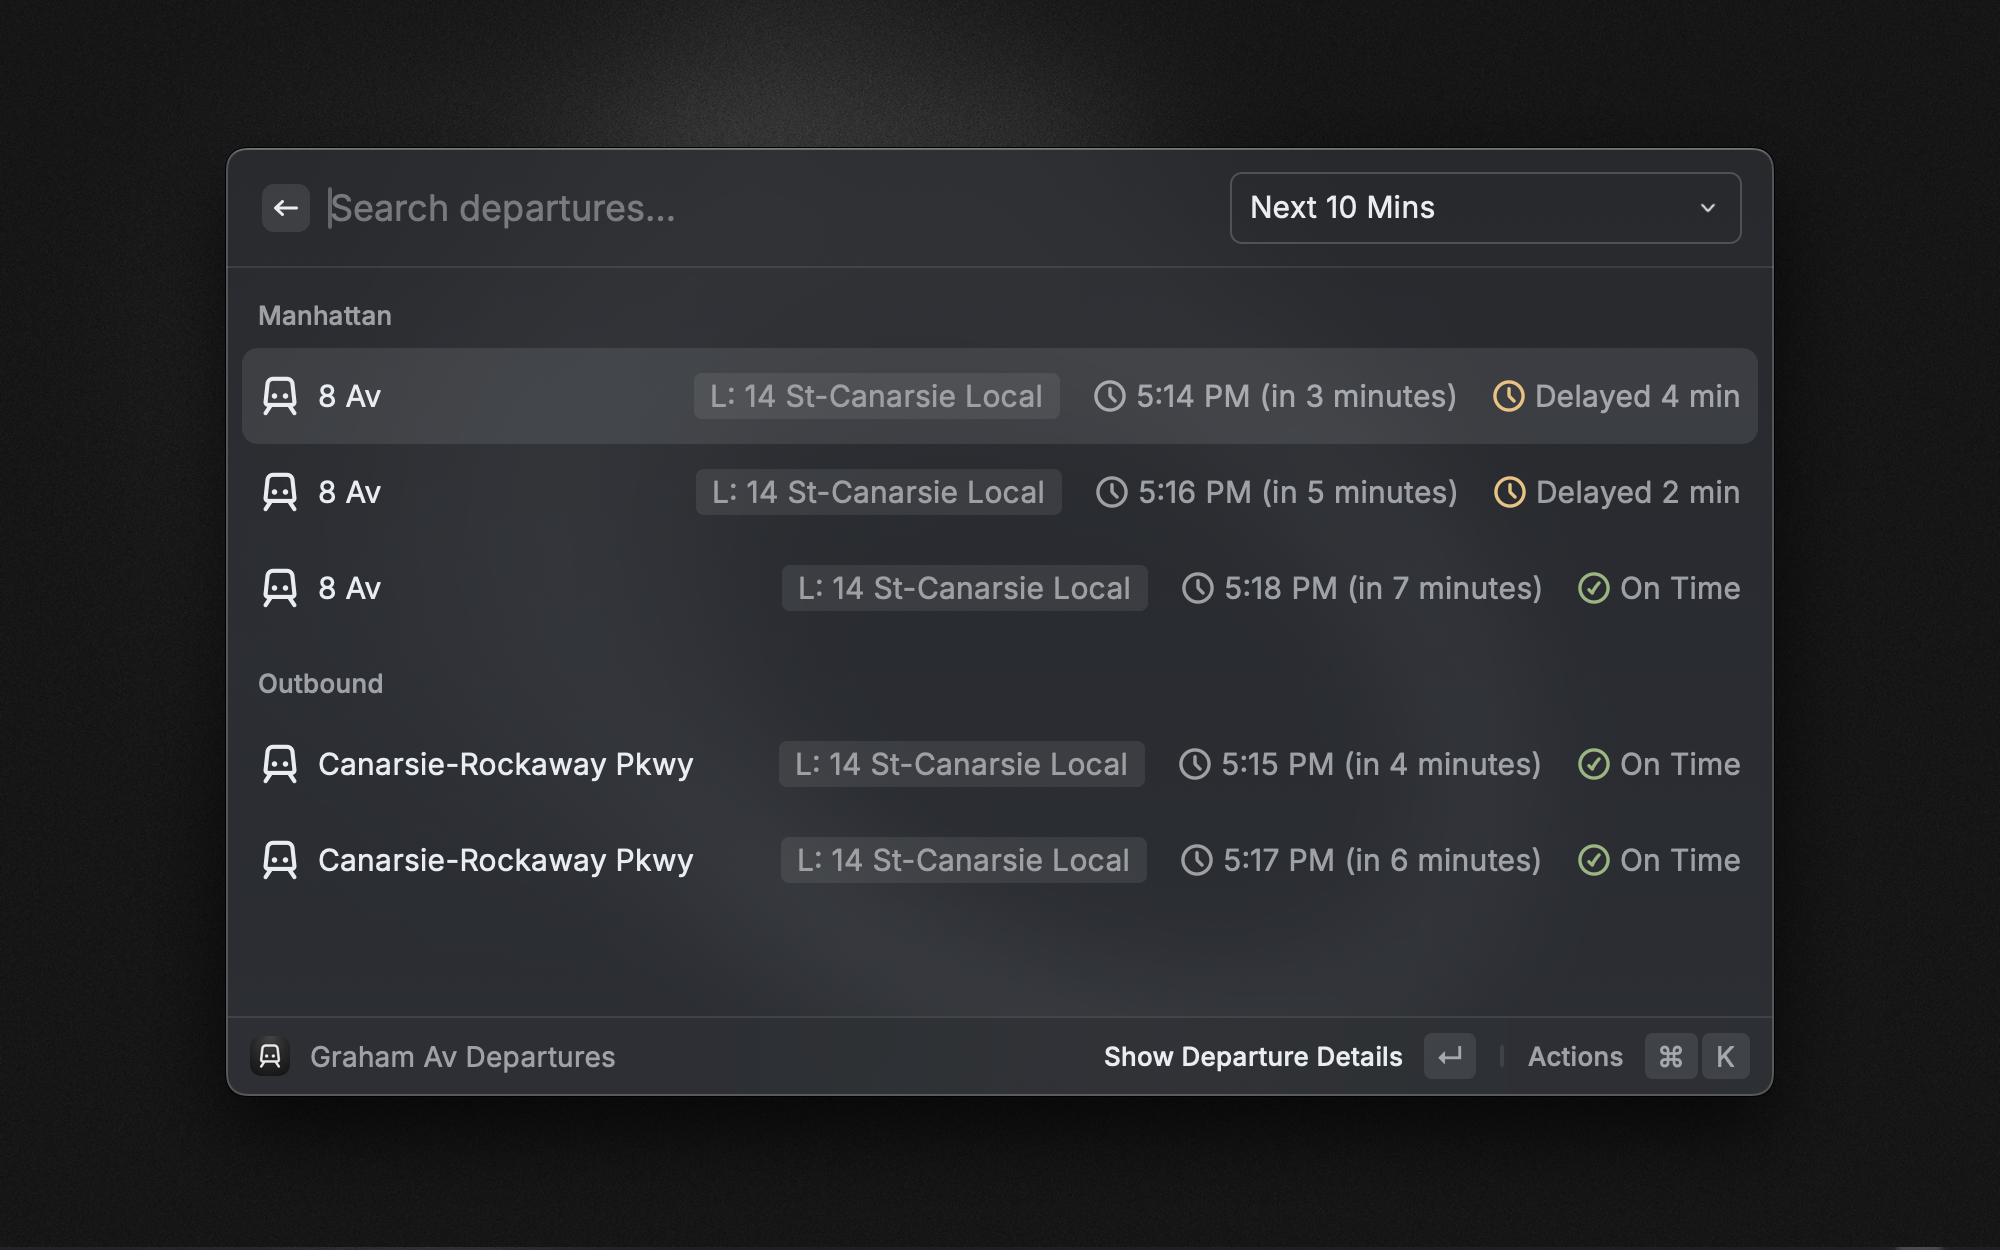 Search departures...
Next 10 Mins
Manhattan
8 Av L: 14 St-Canarsie Local 5:14 PM (in 3 minutes) Delayed 4 min
8 Av L: 14 St-Canarsie Local 5:16 PM (in 5 minutes) Delayed 2 min
8 Av L: 14 St-Canarsie Local 5:18 PM (in 7 minutes) On Time
Outbound
Canarsie-Rockaway Pkwy L: 14 St-Canarsie Local 5:15 PM (in 4 minutes) On Time
Canarsie-Rockaway Pkwy L: 14 St-Canarsie Local 5:17 PM (in 6 minutes) On Time
Graham Av Departures
Show Departure Details ↵ Actions ⌘ K